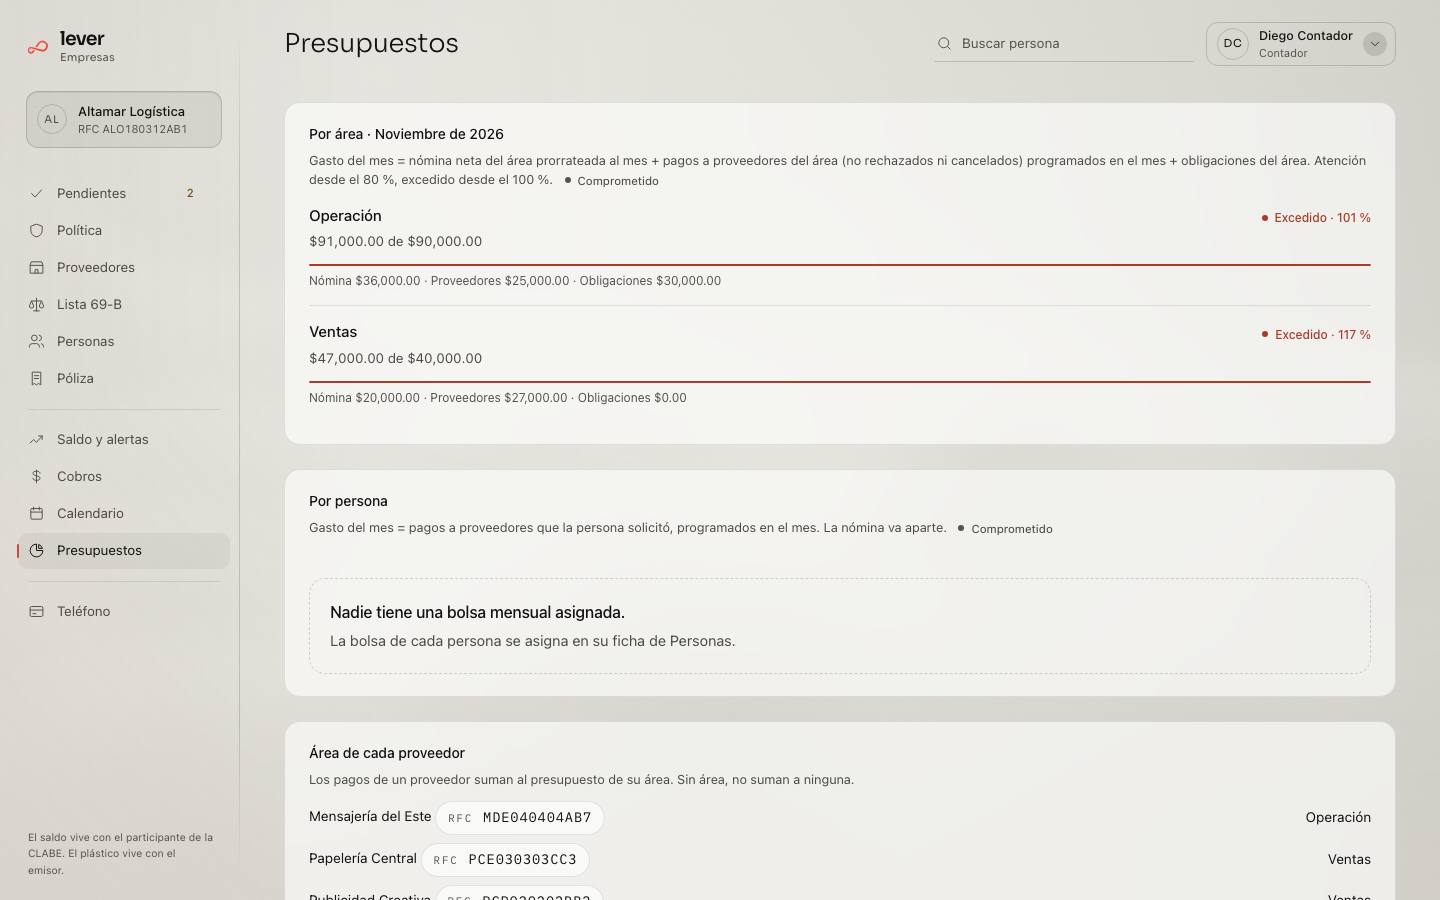 lever
Empresas
AL
Altamar Logística
RFC ALO180312AB1
Pendientes 2
Política
Proveedores
Lista 69-B
Personas
Póliza
Saldo y alertas
Cobros
Calendario
Presupuestos
Teléfono
El saldo vive con el participante de la
CLABE. El plástico vive con el
emisor.
Presupuestos
Buscar persona
DC
Diego Contador
Contador
Por área · Noviembre de 2026
Gasto del mes = nómina neta del área prorrateada al mes + pagos a proveedores del área (no rechazados ni cancelados) programados en el mes + obligaciones del área. Atención
desde el 80 %, excedido desde el 100 %. Comprometido
Operación
Excedido · 101 %
$91,000.00 de $90,000.00
Nómina $36,000.00 · Proveedores $25,000.00 · Obligaciones $30,000.00
Ventas
Excedido · 117 %
$47,000.00 de $40,000.00
Nómina $20,000.00 · Proveedores $27,000.00 · Obligaciones $0.00
Por persona
Gasto del mes = pagos a proveedores que la persona solicitó, programados en el mes. La nómina va aparte. Comprometido
Nadie tiene una bolsa mensual asignada.
La bolsa de cada persona se asigna en su ficha de Personas.
Área de cada proveedor
Los pagos de un proveedor suman al presupuesto de su área. Sin área, no suman a ninguna.
Mensajería del Este RFC MDE040404AB7 Operación
Papelería Central RFC PCE030303CC3 Ventas
Publicidad Creativa RFC Ventas